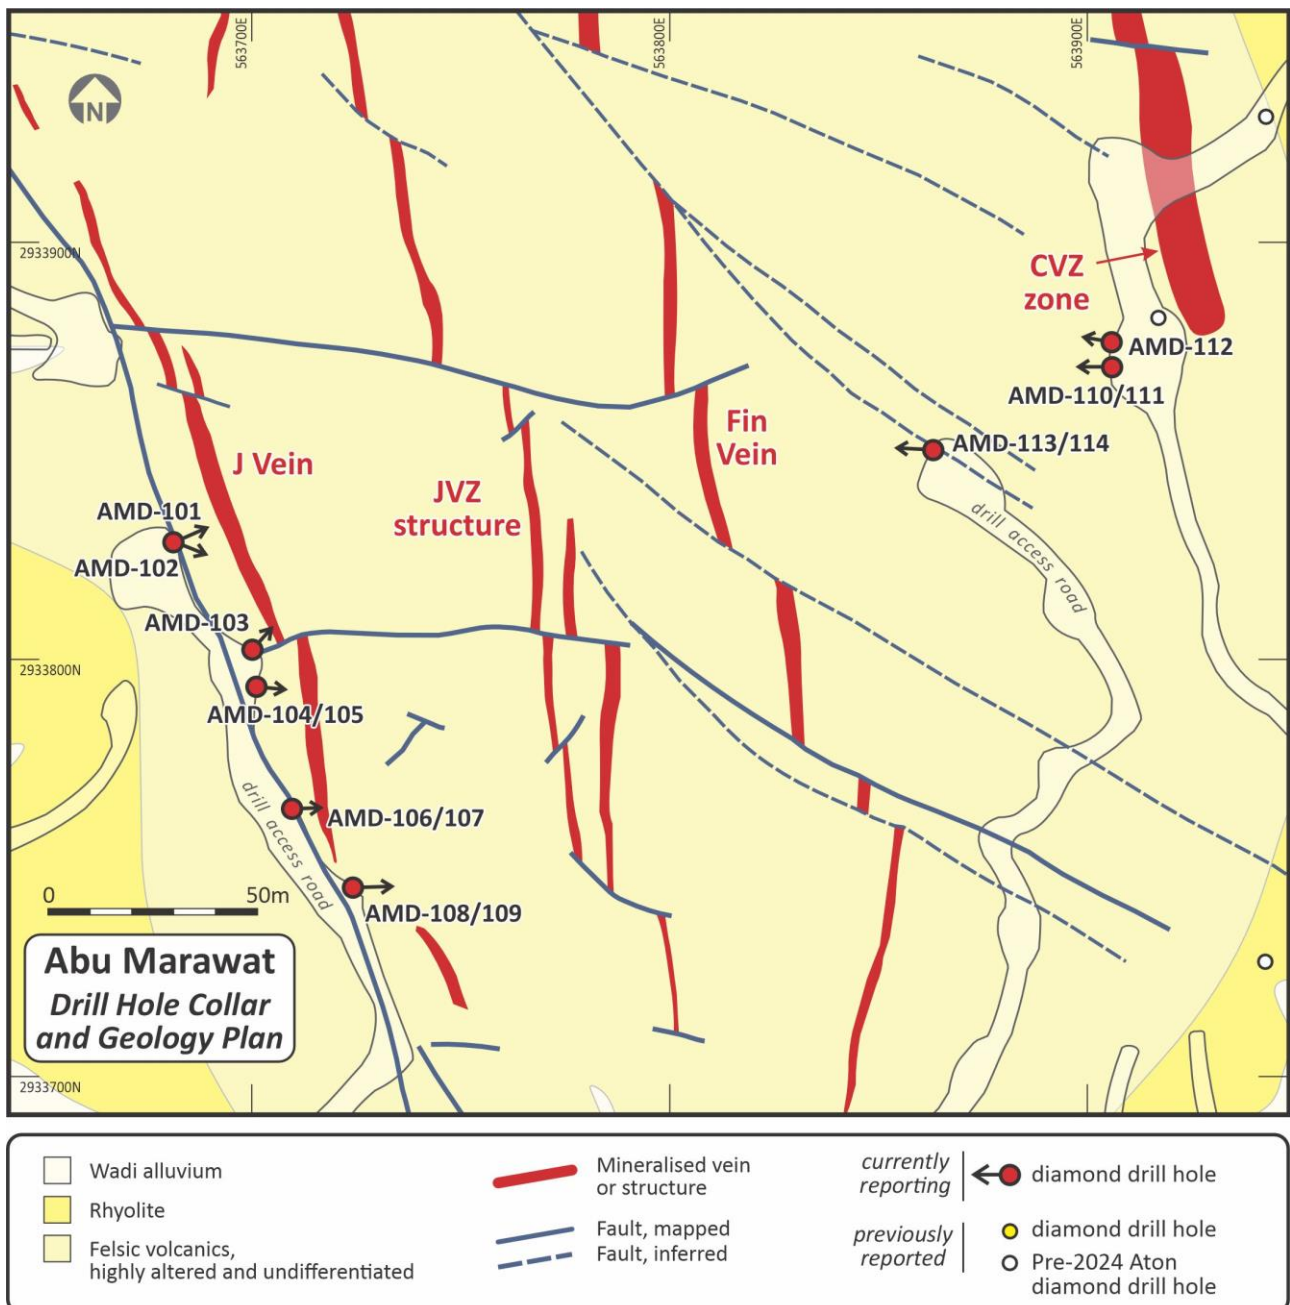 563700E
563800E
563900E
N
2933900N
CVZ
zone
AMD-112
AMD-110/111
Fin
Vein
AMD-113/114
J Vein
JVZ
structure
AMD-101
AMD-102
drill access road
AMD-103
2933800N
AMD-104/105
drill access road
AMD-106/107
0 50m
AMD-108/109
Abu Marawat
Drill Hole Collar
and Geology Plan
2933700N
Wadi alluvium
Rhyolite
Felsic volcanics,
highly altered and undifferentiated
Mineralised vein
or structure
Fault, mapped
Fault, inferred
currently
reporting
diamond drill hole
previously
reported
diamond drill hole
Pre-2024 Aton
diamond drill hole